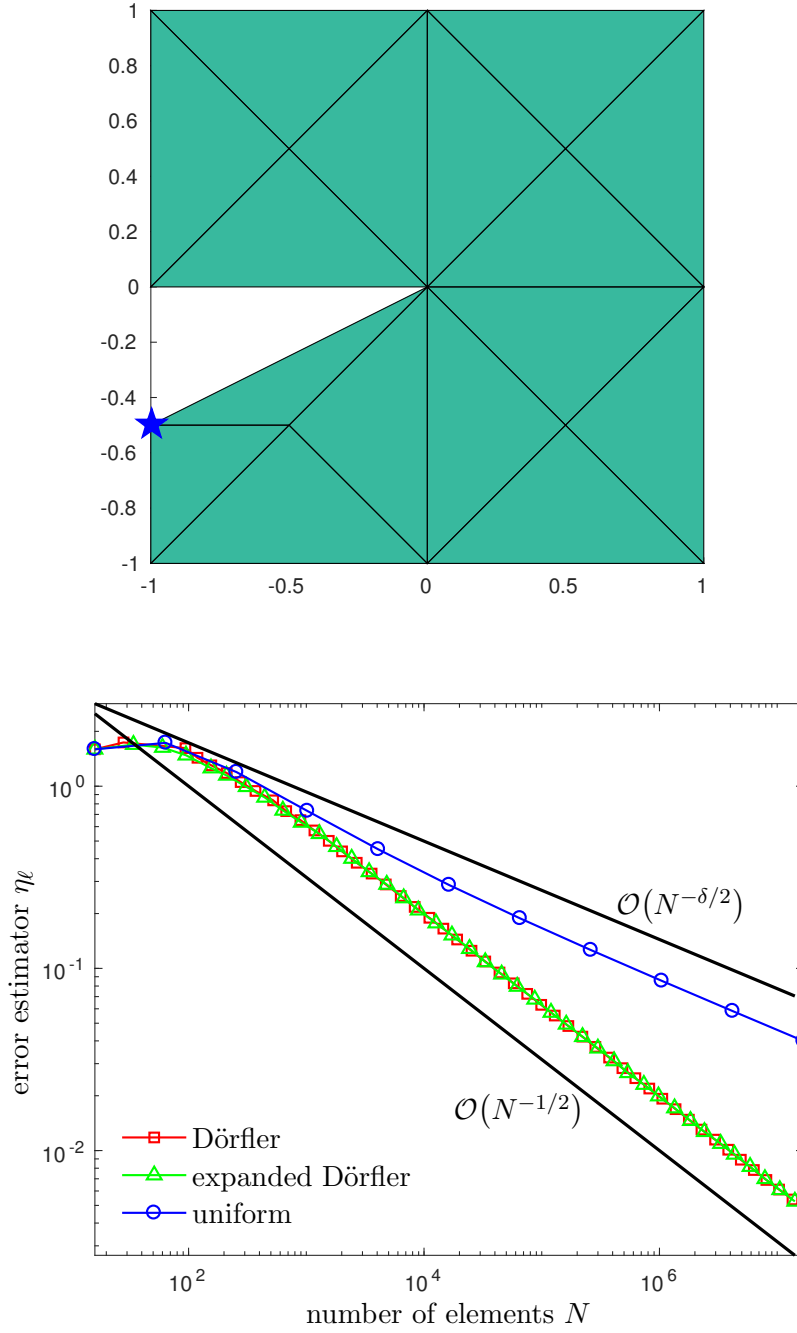 1
0.8
0.6
0.4
0.2
0
-0.2
-0.4
-0.6
-0.8
-1
-1 -0.5 0 0.5 1
error estimator ηℓ
10^0
10^-1
10^-2
O(N^{-δ/2})
O(N^{-1/2})
Dörfler
expanded Dörfler
uniform
10^2 10^4 10^6
number of elements N